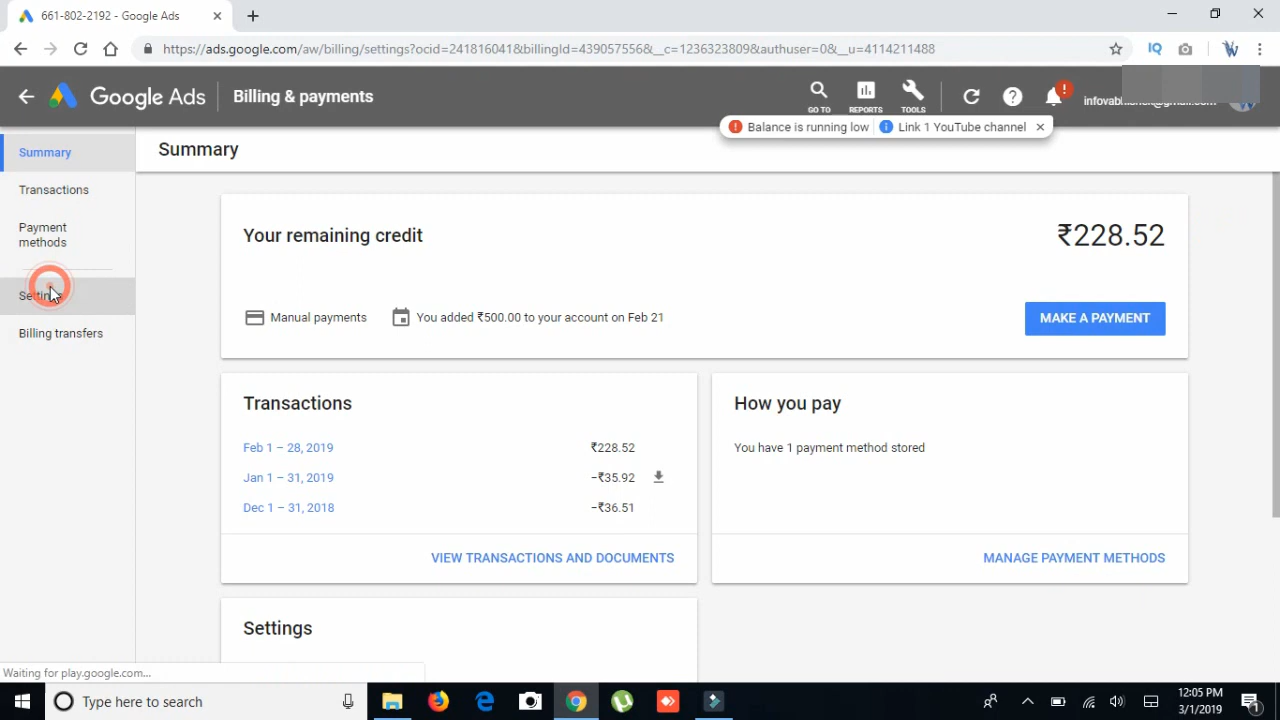 661-802-2192 - Google Ads
https://ads.google.com/aw/billing/settings?ocid=241816041&billingId=439057556&__c=1236323809&authuser=0&__u=4114211488
IQ
Google Ads
Billing & payments
GO TO
REPORTS
TOOLS
!
Balance is running low
Link 1 YouTube channel
Summary
Transactions
Payment
methods
Billing transfers
Summary
Your remaining credit
₹228.52
Manual payments
You added ₹500.00 to your account on Feb 21
MAKE A PAYMENT
Transactions
Feb 1 – 28, 2019
₹228.52
Jan 1 – 31, 2019
−₹35.92
Dec 1 – 31, 2018
−₹36.51
VIEW TRANSACTIONS AND DOCUMENTS
How you pay
You have 1 payment method stored
MANAGE PAYMENT METHODS
Settings
Waiting for play.google.com...
Type here to search
12:05 PM
3/1/2019
1